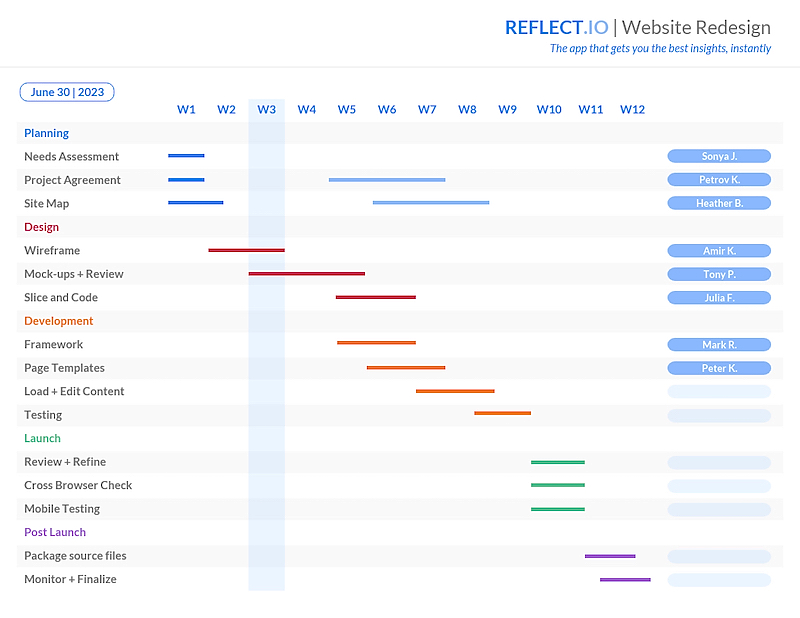 REFLECT.IO | Website Redesign
The app that gets you the best insights, instantly
June 30 | 2023
W1 W2 W3 W4 W5 W6 W7 W8 W9 W10 W11 W12
Planning
Needs Assessment Sonya J.
Project Agreement Petrov K.
Site Map Heather B.
Design
Wireframe Amir K.
Mock-ups + Review Tony P.
Slice and Code Julia F.
Development
Framework Mark R.
Page Templates Peter K.
Load + Edit Content
Testing
Launch
Review + Refine
Cross Browser Check
Mobile Testing
Post Launch
Package source files
Monitor + Finalize